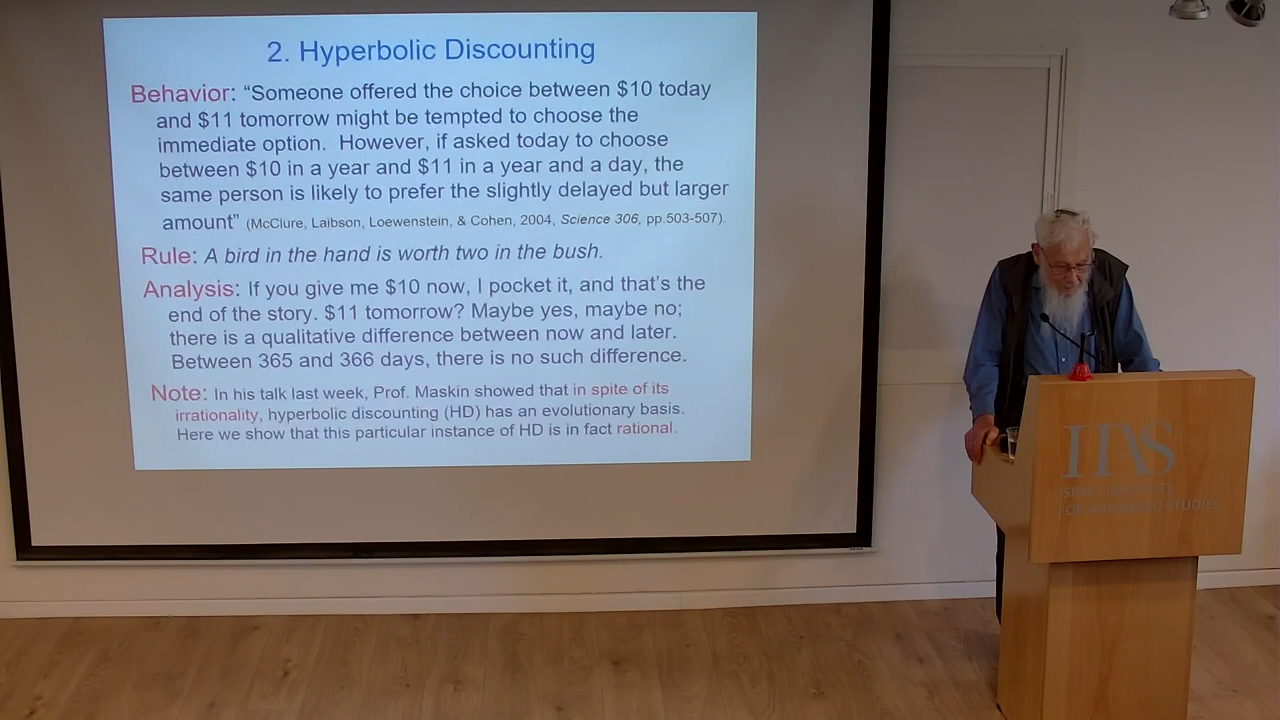 2. Hyperbolic Discounting
Behavior: “Someone offered the choice between $10 today
and $11 tomorrow might be tempted to choose the
immediate option.  However, if asked today to choose
between $10 in a year and $11 in a year and a day, the
same person is likely to prefer the slightly delayed but larger
amount” (McClure, Laibson, Loewenstein, & Cohen, 2004, Science 306, pp.503-507).
Rule: A bird in the hand is worth two in the bush.
Analysis: If you give me $10 now, I pocket it, and that’s the
end of the story. $11 tomorrow? Maybe yes, maybe no;
there is a qualitative difference between now and later.
Between 365 and 366 days, there is no such difference.
Note: In his talk last week, Prof. Maskin showed that in spite of its
irrationality, hyperbolic discounting (HD) has an evolutionary basis.
Here we show that this particular instance of HD is in fact rational.
IIAS
ISRAEL INSTITUTE
FOR ADVANCED STUDIES